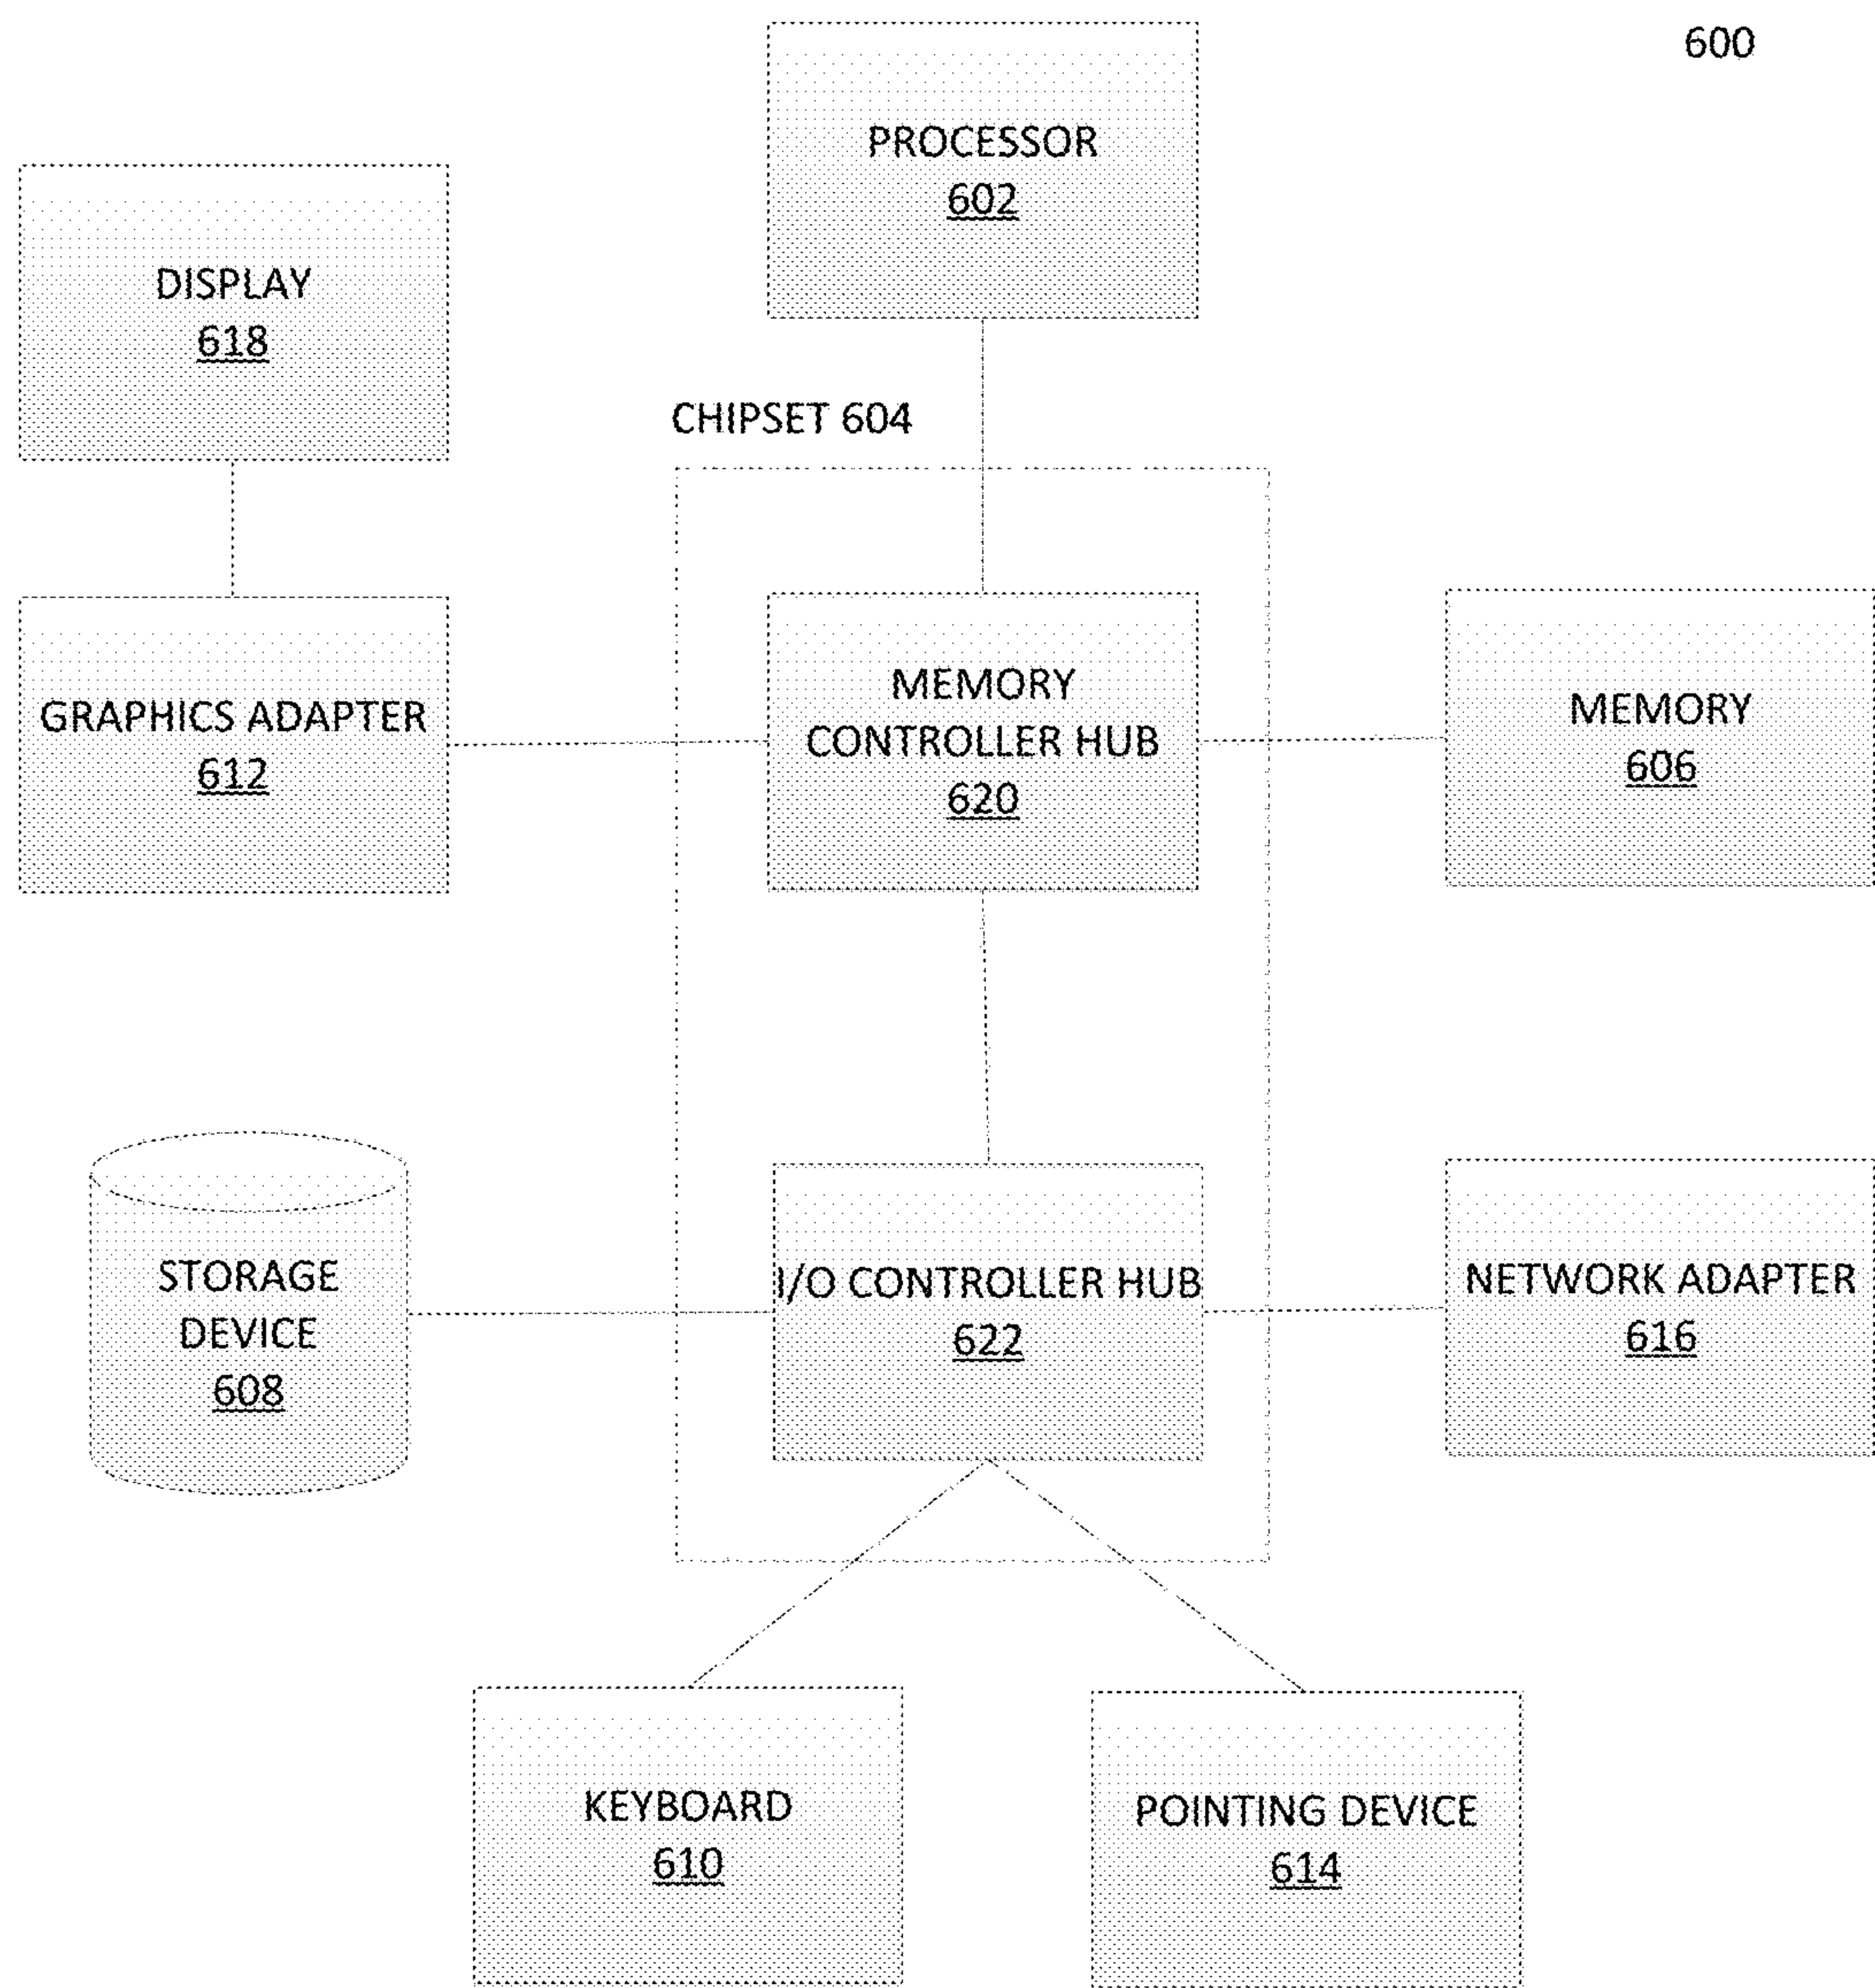 600
PROCESSOR
602
DISPLAY
618
CHIPSET 604
GRAPHICS ADAPTER
612
MEMORY
CONTROLLER HUB
620
MEMORY
606
STORAGE
DEVICE
608
I/O CONTROLLER HUB
622
NETWORK ADAPTER
616
KEYBOARD
610
POINTING DEVICE
614